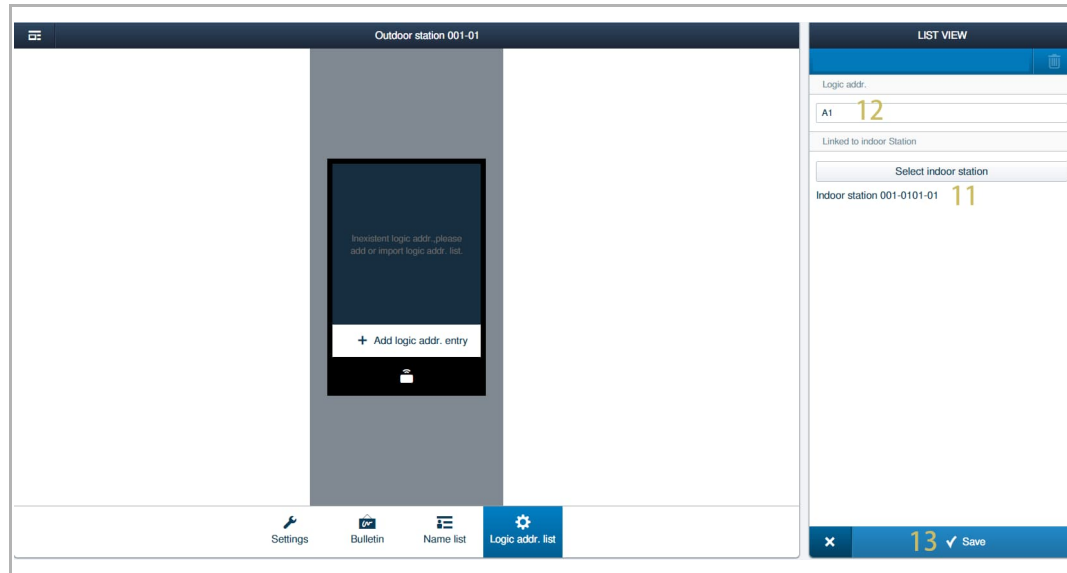 Outdoor station 001-01
Inexistent logic addr.,please
add or import logic addr. list.
+ Add logic addr. entry
Settings
Bulletin
Name list
Logic addr. list
LIST VIEW
Logic addr.
A1 12
Linked to indoor Station
Select indoor station
Indoor station 001-0101-01 11
13 Save